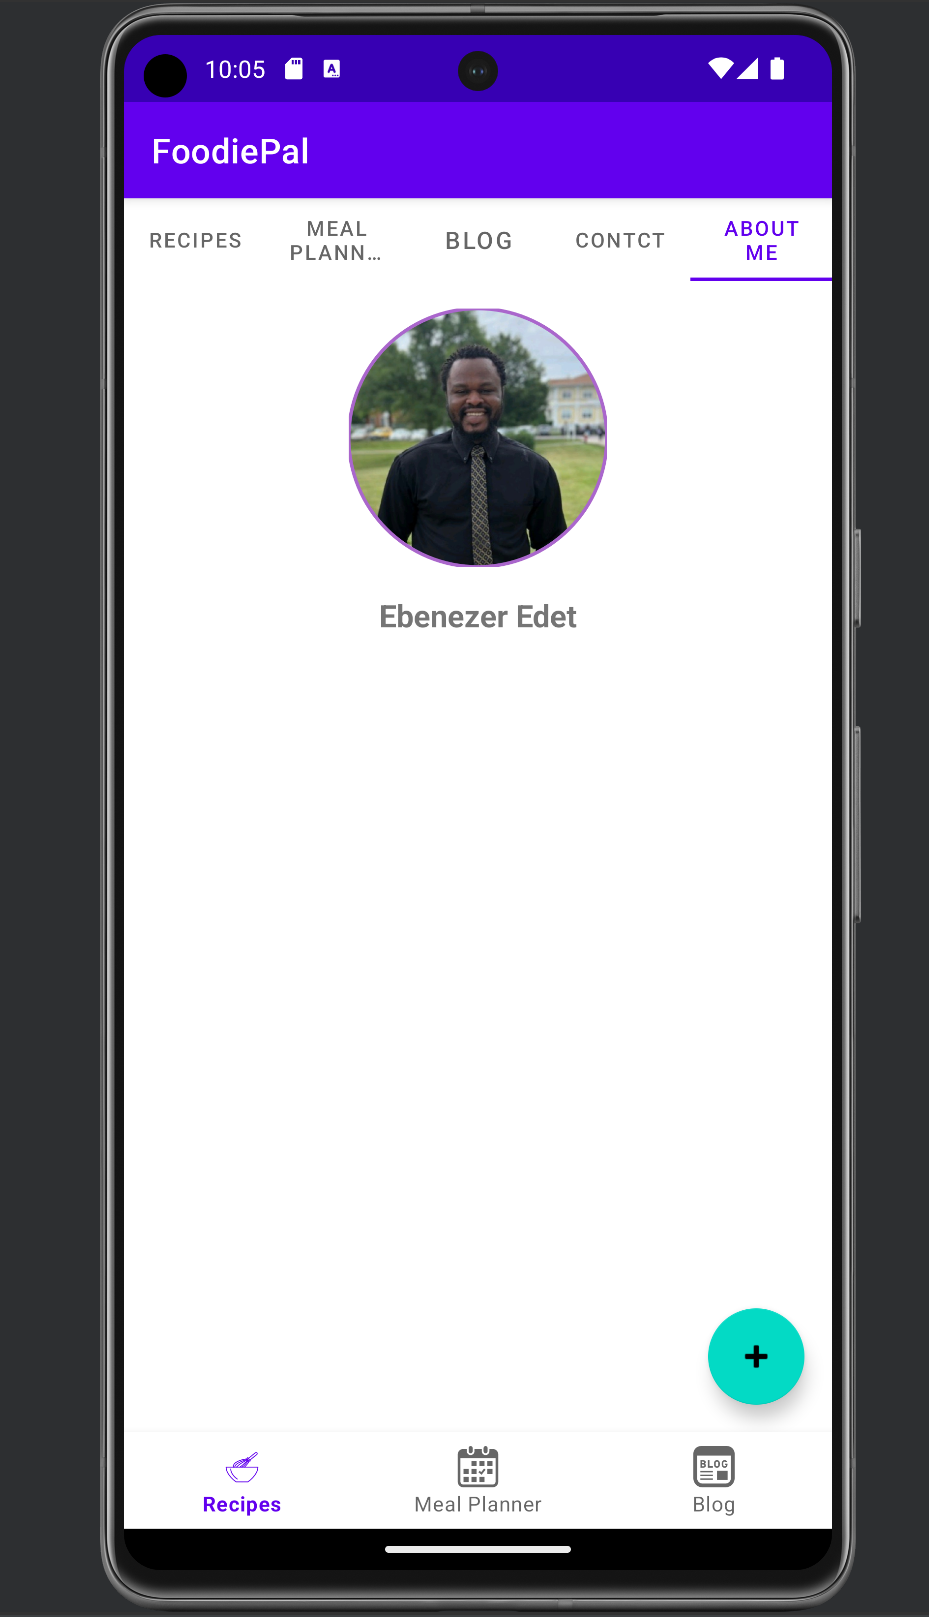 10:05
FoodiePal
RECIPES
MEAL
PLANN...
BLOG
CONTCT
ABOUT
ME
Ebenezer Edet
+
BLOG
Recipes
Meal Planner
Blog